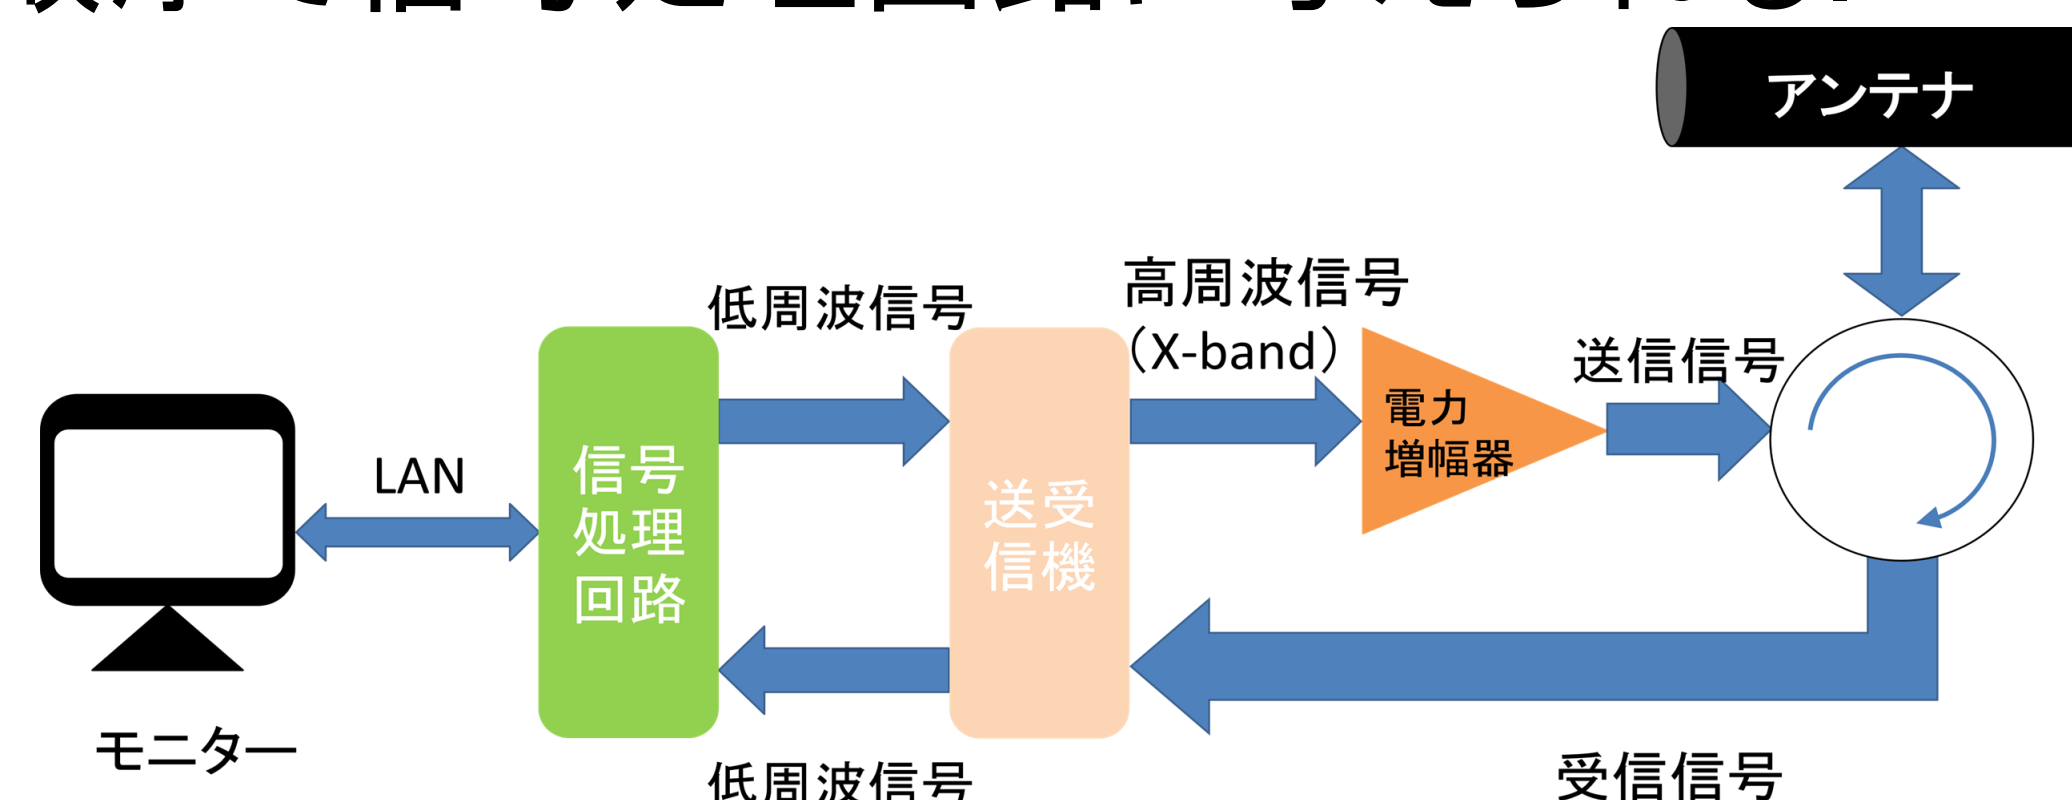 アンテナ
高周波信号
（X-band）
低周波信号
送信信号
電力
増幅器
LAN
信号
処理
回路
送受
信機
モニター
低周波信号
受信信号